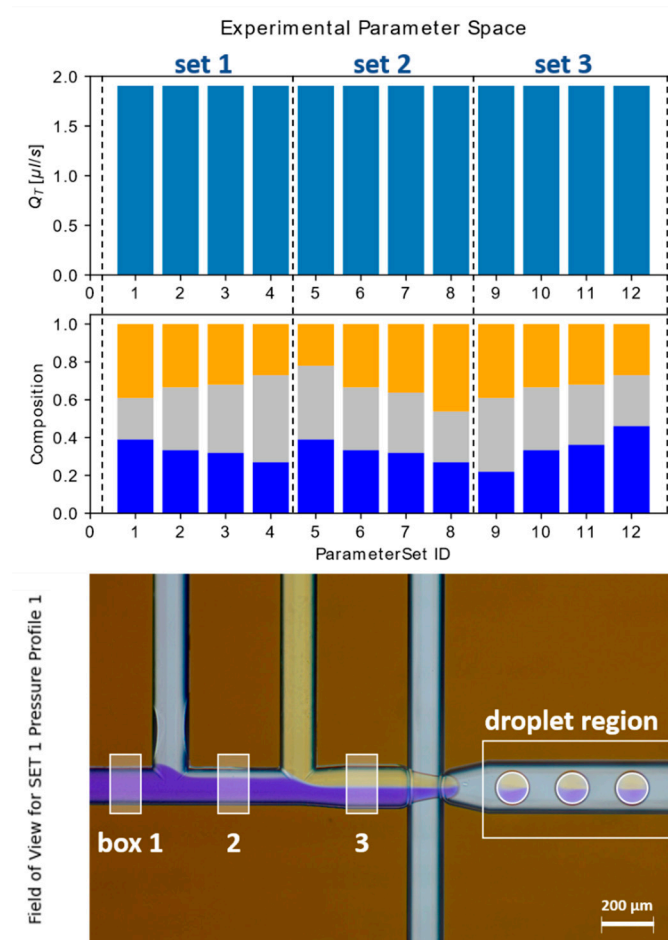 Experimental Parameter Space
set 1 set 2 set 3
Q_T [µl/s]
2.0
1.5
1.0
0.5
0.0
0 1 2 3 4 5 6 7 8 9 10 11 12
Composition
1.0
0.8
0.6
0.4
0.2
0.0
0 1 2 3 4 5 6 7 8 9 10 11 12
ParameterSet ID
Field of View for SET 1 Pressure Profile 1
droplet region
box 1 2 3
200 µm